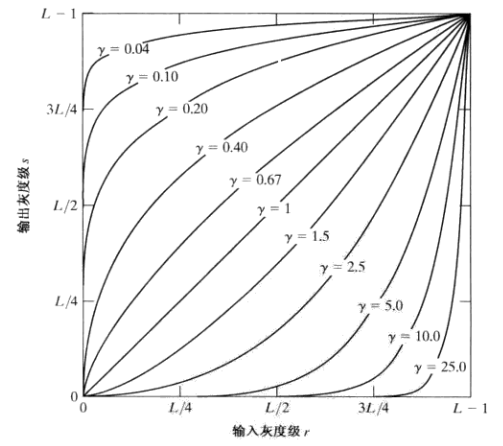 L − 1
γ = 0.04
γ = 0.10
3L/4
γ = 0.20
γ = 0.40
γ = 0.67
输出灰度级 s
L/2
γ = 1
γ = 1.5
γ = 2.5
L/4
γ = 5.0
γ = 10.0
γ = 25.0
0
0
L/4
L/2
3L/4
L − 1
输入灰度级 r